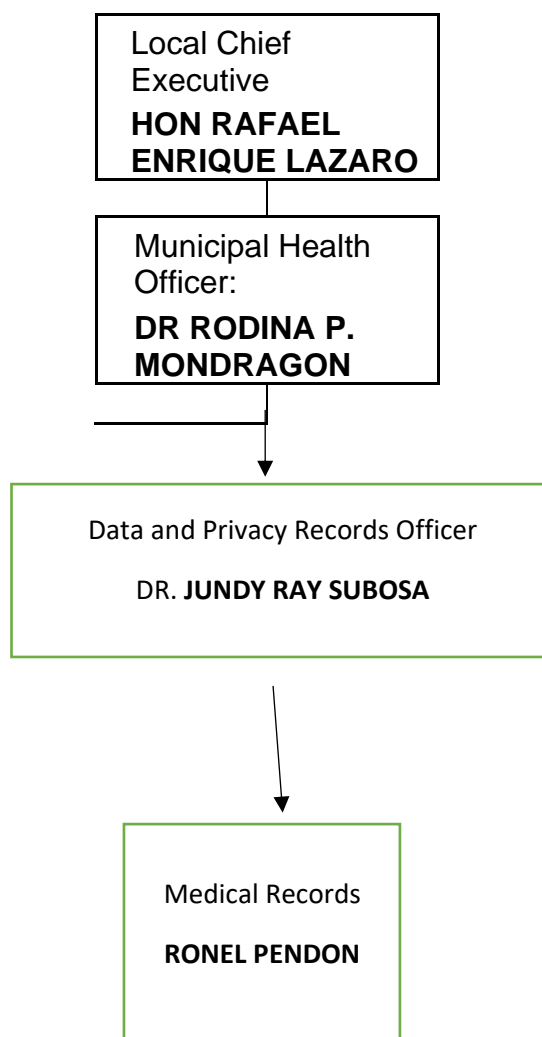 Local Chief
Executive
HON RAFAEL
ENRIQUE LAZARO
Municipal Health
Officer:
DR RODINA P.
MONDRAGON
Data and Privacy Records Officer
DR. JUNDY RAY SUBOSA
Medical Records
RONEL PENDON